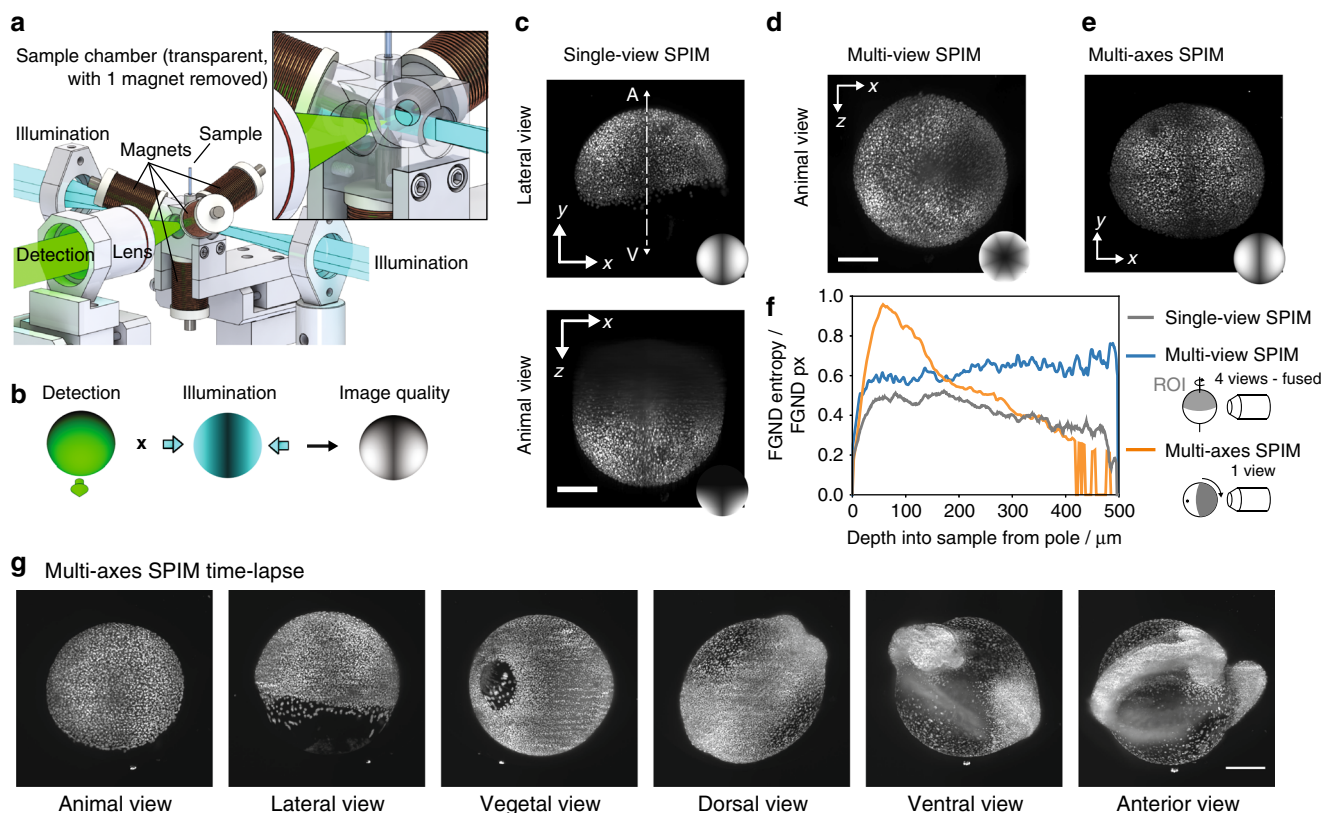 a
Sample chamber (transparent,
with 1 magnet removed)
Illumination
Sample
Magnets
Detection
Lens
Illumination
b
Detection
Illumination
Image quality
x
c
Single-view SPIM
Lateral view
A
V
y
x
Animal view
x
z
d
Multi-view SPIM
Animal view
x
z
e
Multi-axes SPIM
y
x
f
FGND entropy /
FGND px
1.0
0.8
0.6
0.4
0.2
0.0
0
100
200
300
400
500
Depth into sample from pole / μm
Single-view SPIM
Multi-view SPIM
ROI
4 views - fused
Multi-axes SPIM
1 view
g
Multi-axes SPIM time-lapse
Animal view
Lateral view
Vegetal view
Dorsal view
Ventral view
Anterior view